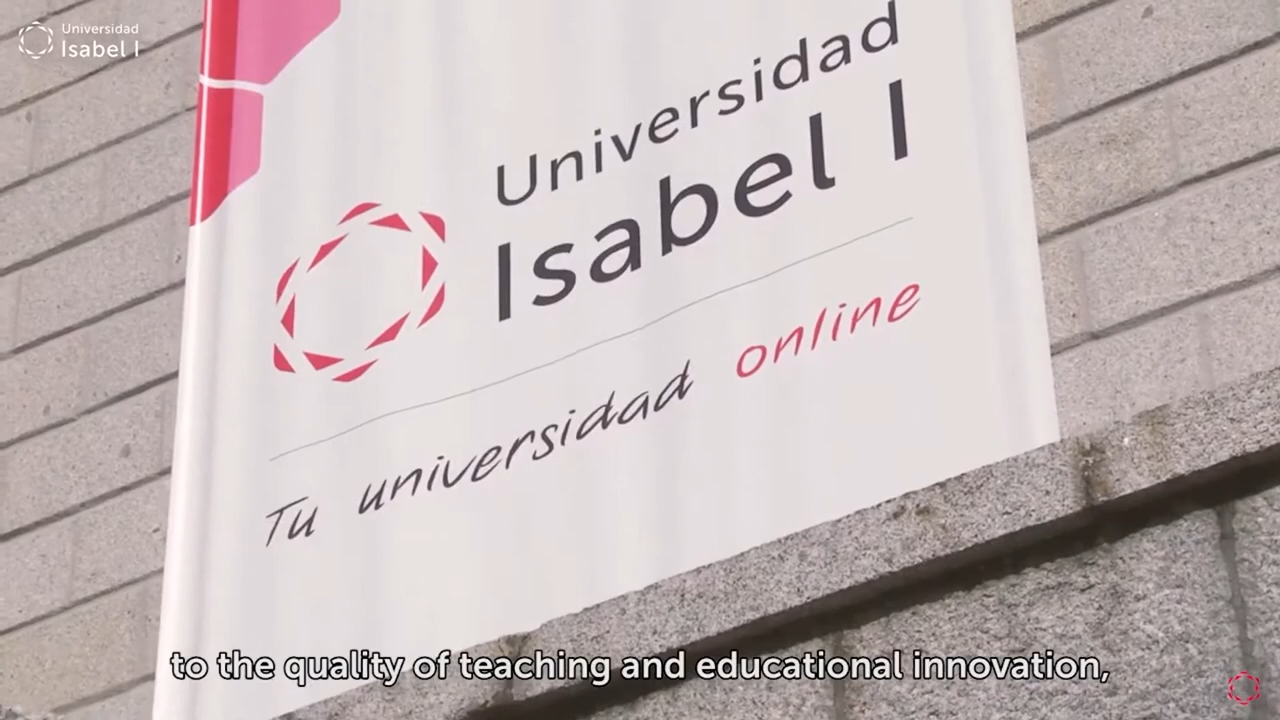 Universidad
Isabel I
Universidad
Isabel I
Tu universidad online
to the quality of teaching and educational innovation,